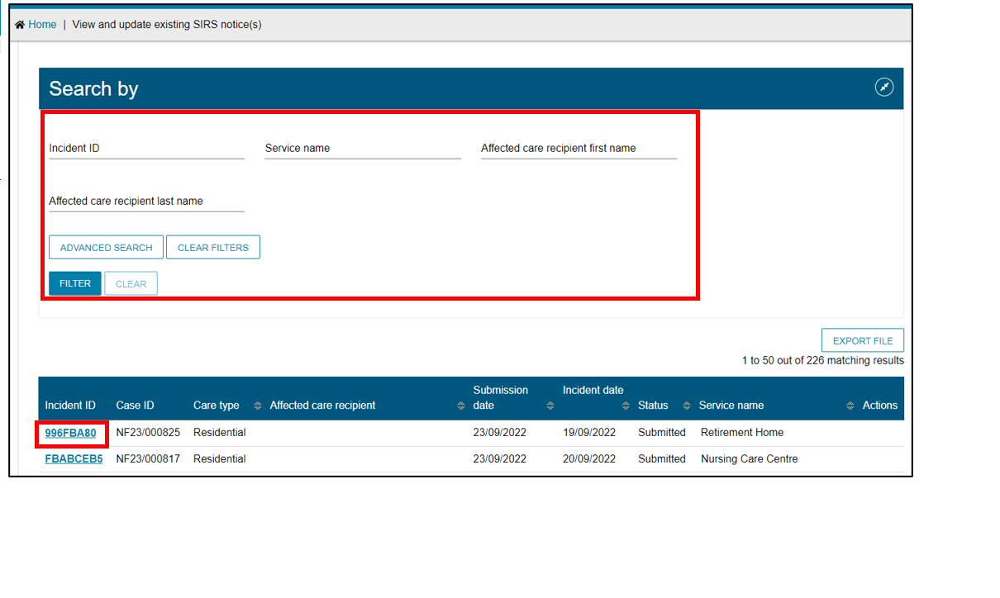 Home | View and update existing SIRS notice(s)
Search by
Incident ID Service name Affected care recipient first name
Affected care recipient last name
ADVANCED SEARCH CLEAR FILTERS
FILTER CLEAR
EXPORT FILE
1 to 50 out of 226 matching results
Incident ID Case ID Care type Affected care recipient Submission date Incident date Status Service name Actions
996FBA80 NF23/000825 Residential 23/09/2022 19/09/2022 Submitted Retirement Home
FBABCEB5 NF23/000817 Residential 23/09/2022 20/09/2022 Submitted Nursing Care Centre